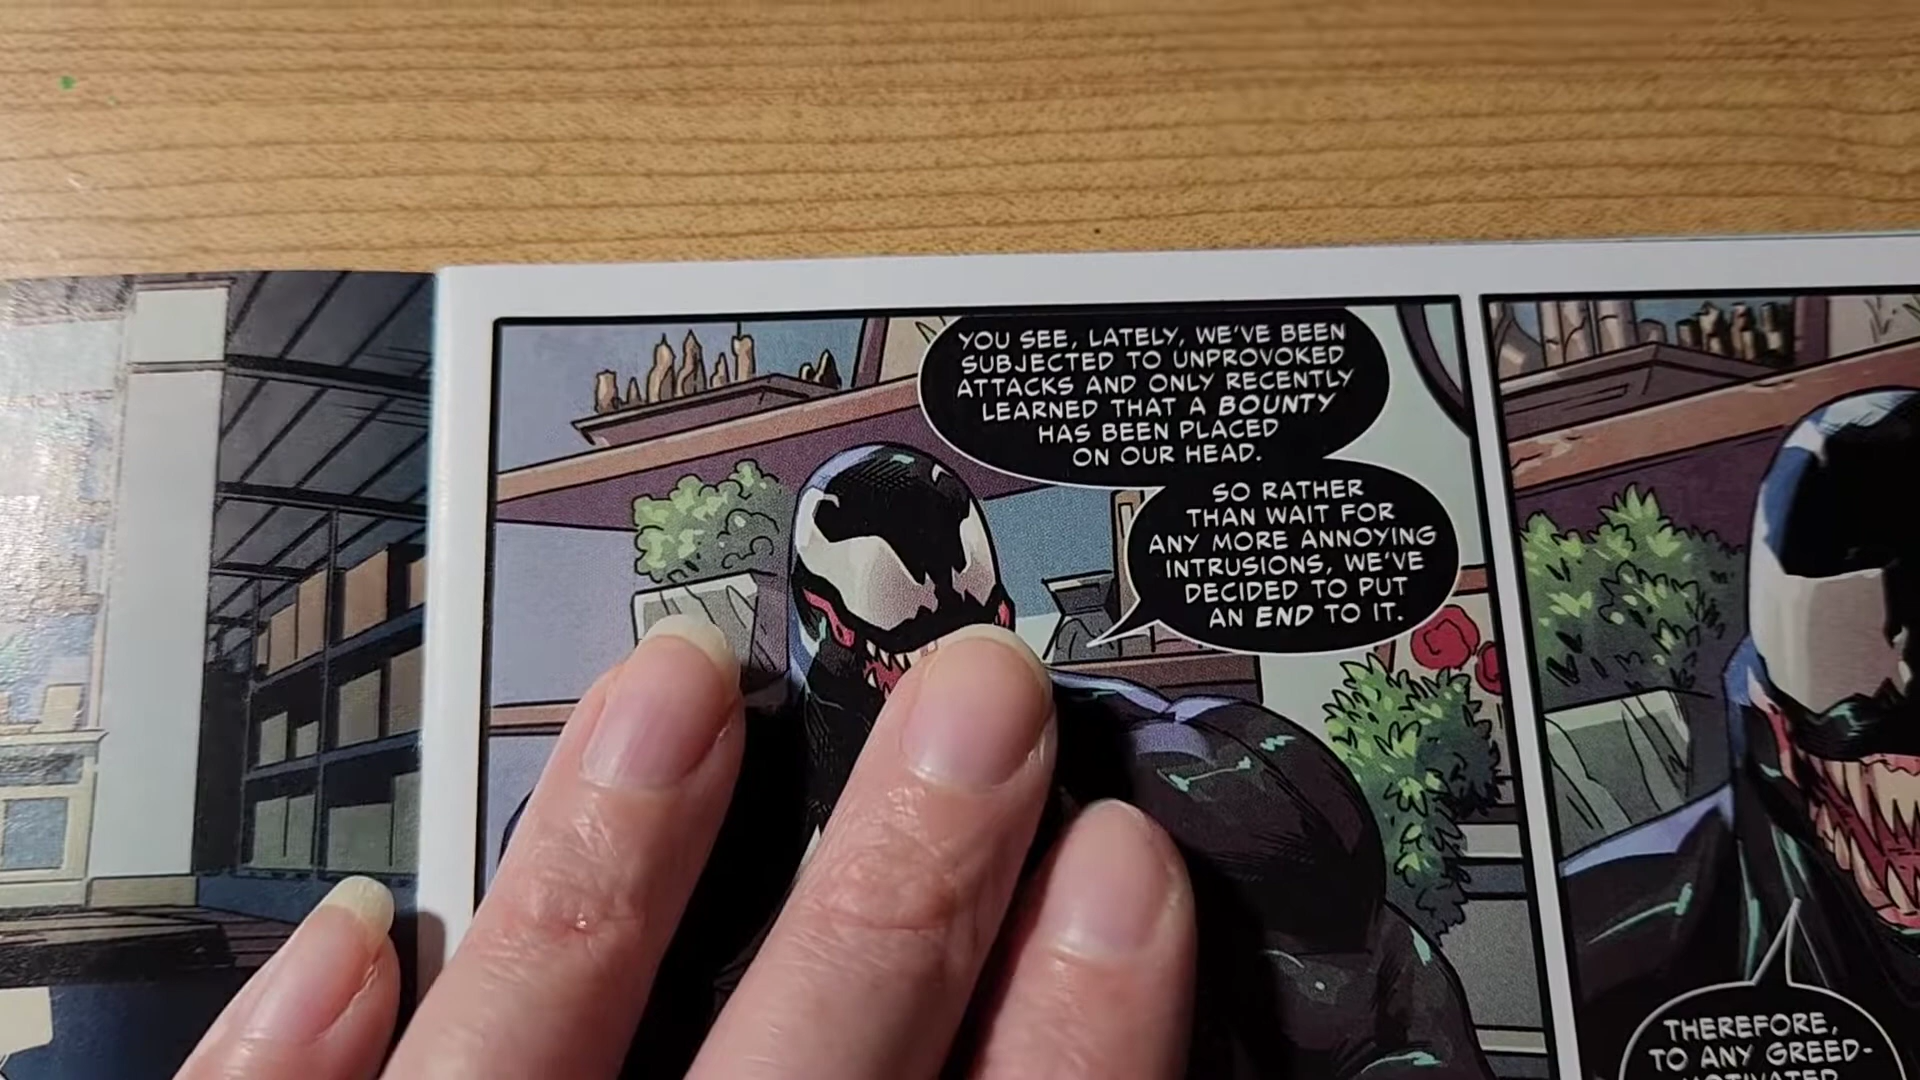 YOU SEE, LATELY, WE'VE BEEN
SUBJECTED TO UNPROVOKED
ATTACKS AND ONLY RECENTLY
LEARNED THAT A BOUNTY
HAS BEEN PLACED
ON OUR HEAD.
SO RATHER
THAN WAIT FOR
ANY MORE ANNOYING
INTRUSIONS, WE'VE
DECIDED TO PUT
AN END TO IT.
THEREFORE,
TO ANY GREED-
MOTIVATED